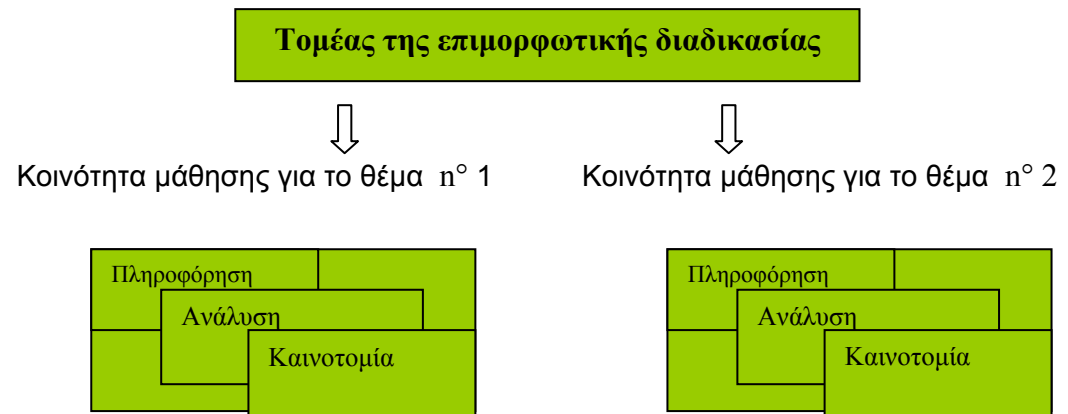 Τομέας της επιμορφωτικής διαδικασίας
Κοινότητα μάθησης για το θέμα n° 1
Κοινότητα μάθησης για το θέμα n° 2
Πληροφόρηση
Ανάλυση
Καινοτομία
Πληροφόρηση
Ανάλυση
Καινοτομία